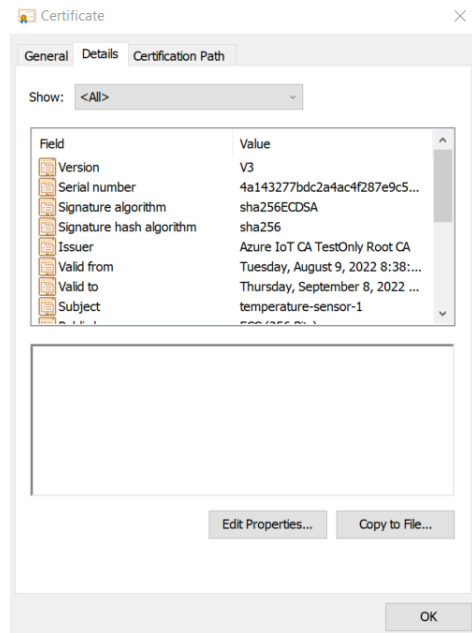 Certificate
General Details Certification Path
Show: <All>
Field Value
Version V3
Serial number 4a143277bdc2a4ac4f287e9c5...
Signature algorithm sha256ECDSA
Signature hash algorithm sha256
Issuer Azure IoT CA TestOnly Root CA
Valid from Tuesday, August 9, 2022 8:38:...
Valid to Thursday, September 8, 2022 ...
Subject temperature-sensor-1
Edit Properties... Copy to File...
OK